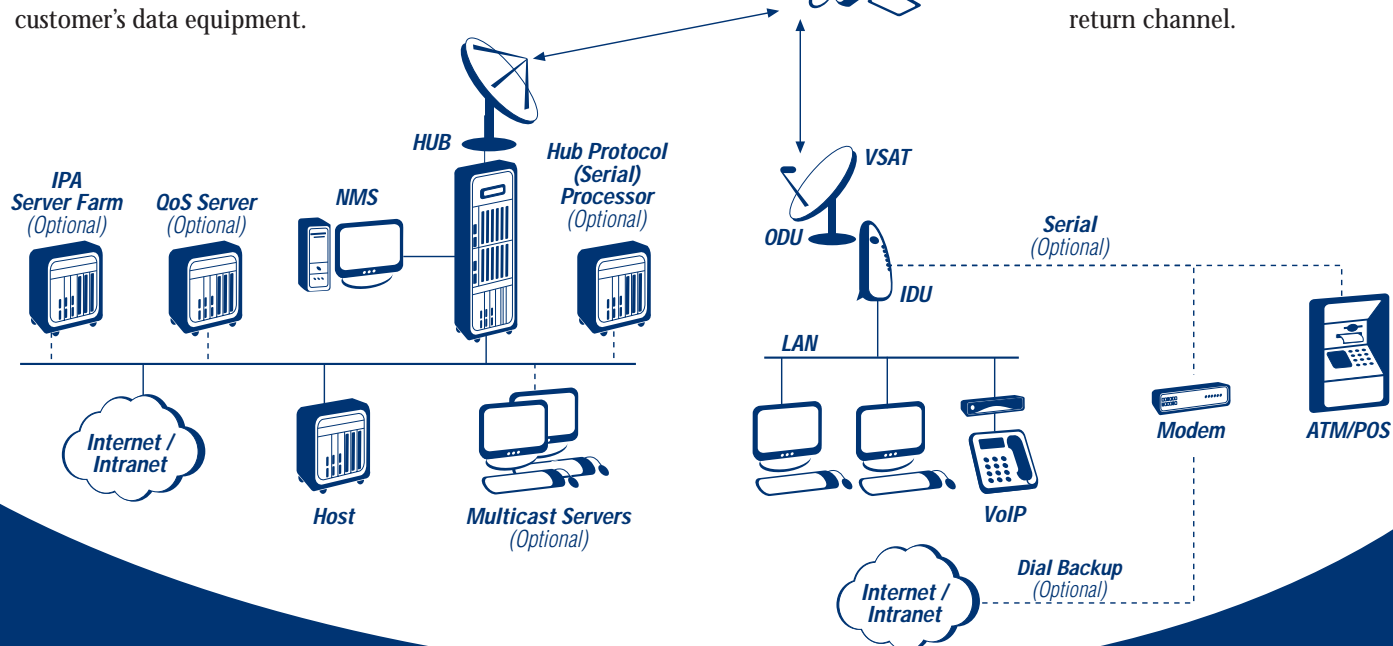 customer's data equipment.
return channel.
HUB
Hub Protocol
(Serial)
Processor
(Optional)
VSAT
IPA
Server Farm
(Optional)
QoS Server
(Optional)
NMS
ODU
Serial
(Optional)
IDU
LAN
Internet /
Intranet
Host
Multicast Servers
(Optional)
VoIP
Modem
ATM/POS
Dial Backup
(Optional)
Internet /
Intranet